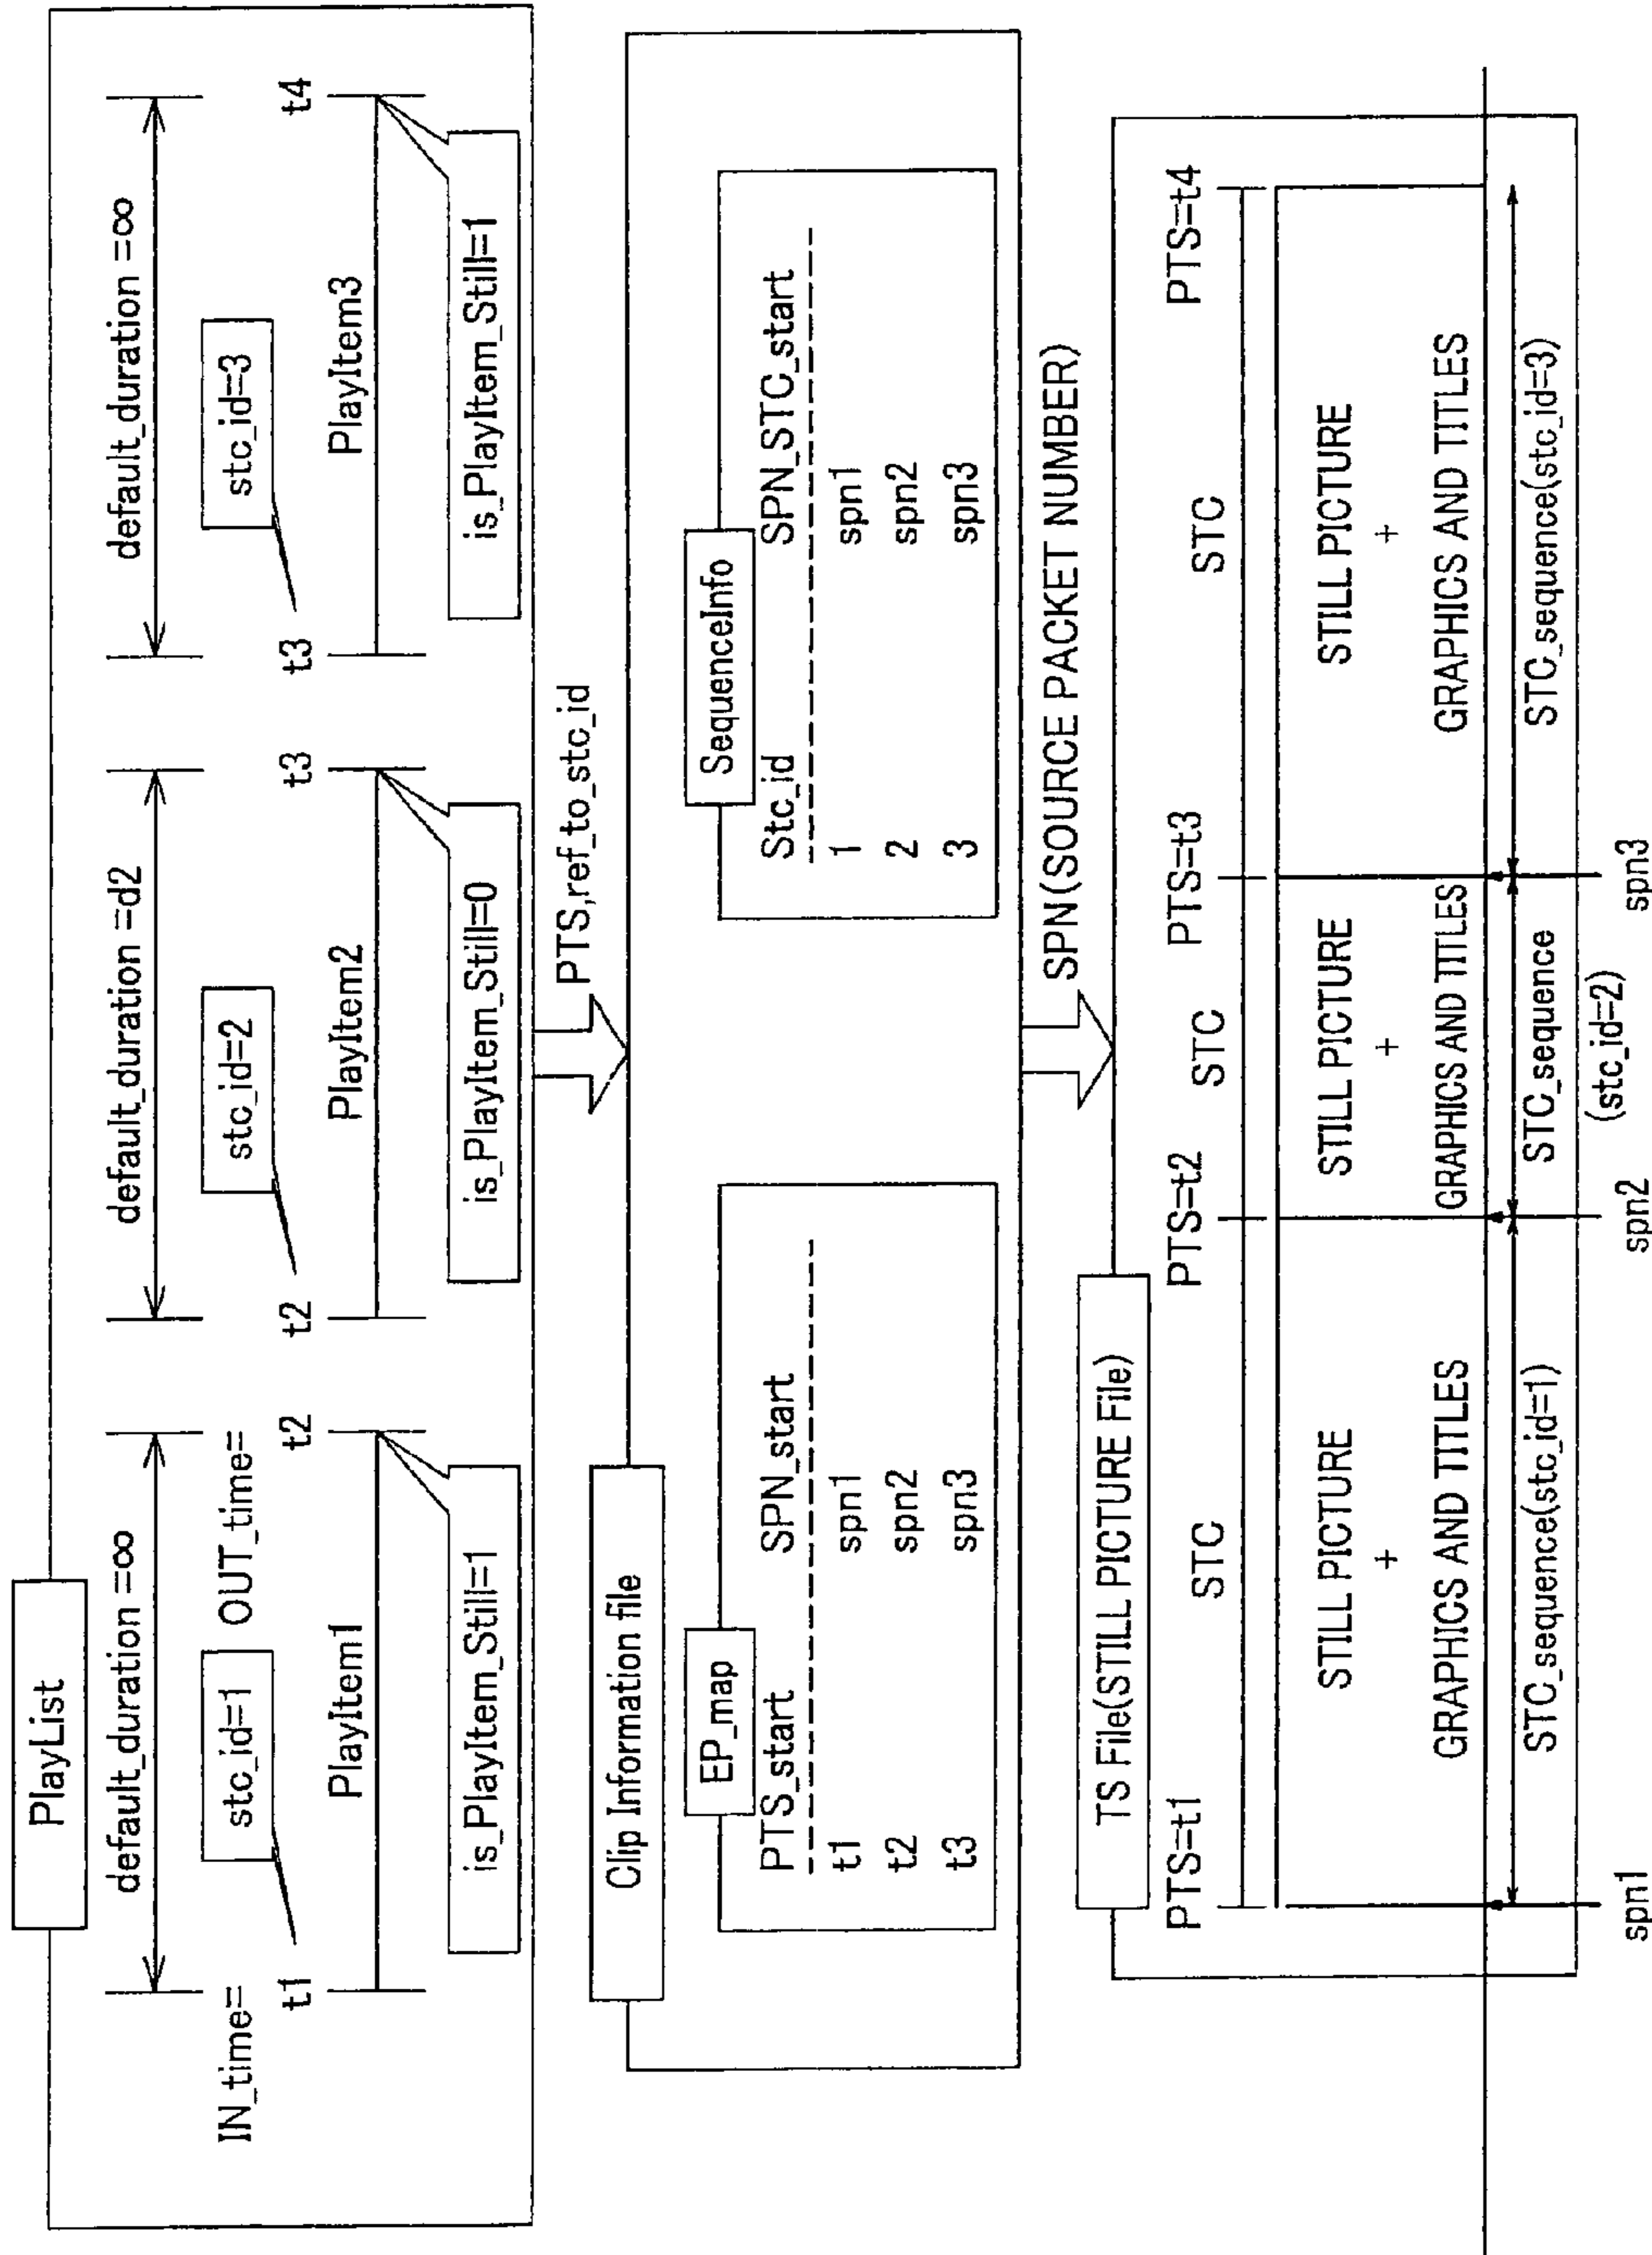 PlayList
default_duration =∞
default_duration =d2
default_duration =∞
IN_time=
stc_id=1
OUT_time=
stc_id=2
stc_id=3
t1
t2
t2
t3
t3
t4
PlayItem1
PlayItem2
PlayItem3
is_PlayItem_Still=1
is_PlayItem_Still=0
is_PlayItem_Still=1
PTS,ref_to_stc_id
Clip Information file
EP_map
PTS_start SPN_start
t1 spn1
t2 spn2
t3 spn3
SequenceInfo
Stc_id SPN_STC_start
1 spn1
2 spn2
3 spn3
SPN(SOURCE PACKET NUMBER)
TS File(STILL PICTURE File)
PTS=t1
PTS=t2
PTS=t3
PTS=t4
STC
STC
STC
STILL PICTURE
+
GRAPHICS AND TITLES
STILL PICTURE
+
GRAPHICS AND TITLES
STILL PICTURE
+
GRAPHICS AND TITLES
STC_sequence(stc_id=1)
STC_sequence
(stc_id=2)
STC_sequence(stc_id=3)
spn1
spn2
spn3